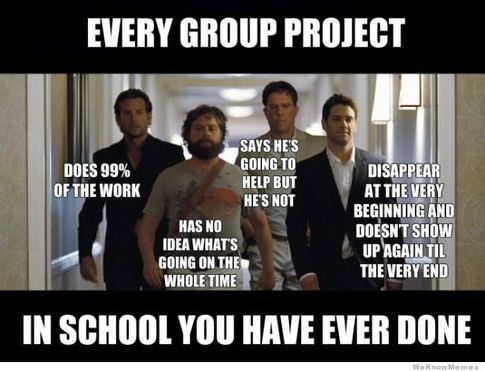 EVERY GROUP PROJECT
DOES 99%
OF THE WORK
HAS NO
IDEA WHAT'S
GOING ON THE
WHOLE TIME
SAYS HE'S
GOING TO
HELP BUT
HE'S NOT
DISAPPEAR
AT THE VERY
BEGINNING AND
DOESN'T SHOW
UP AGAIN TIL
THE VERY END
IN SCHOOL YOU HAVE EVER DONE
WeKnowMemes